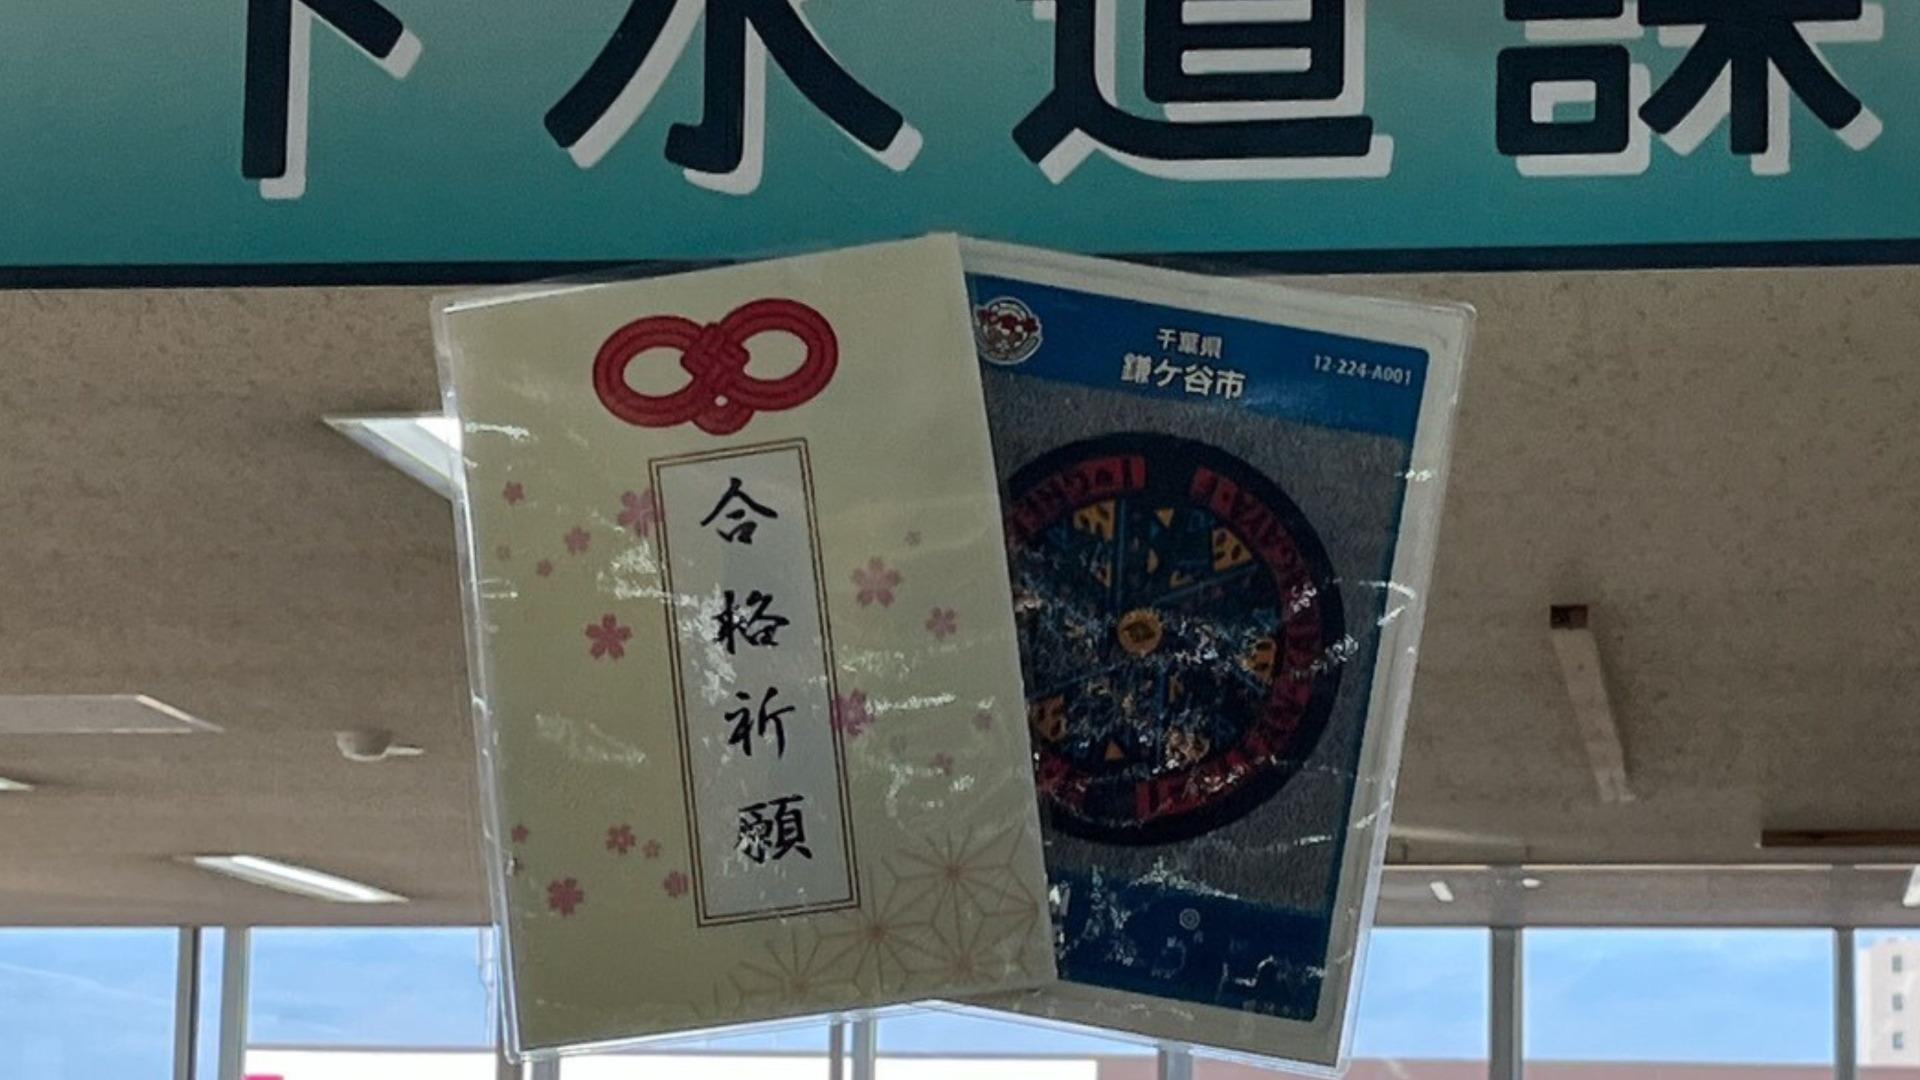 下水道課
合格祈願
千葉県
鎌ケ谷市
12-224-A001